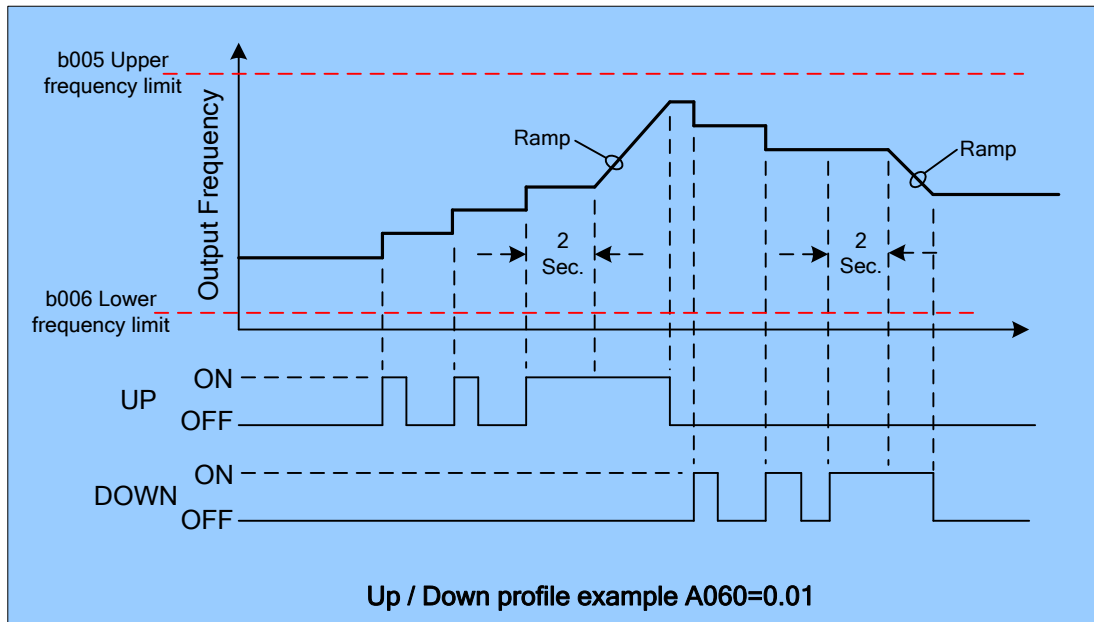 b005 Upper
frequency limit
Output Frequency
Ramp
Ramp
2
Sec.
2
Sec.
b006 Lower
frequency limit
ON
UP
OFF
ON
DOWN
OFF
Up / Down profile example A060=0.01